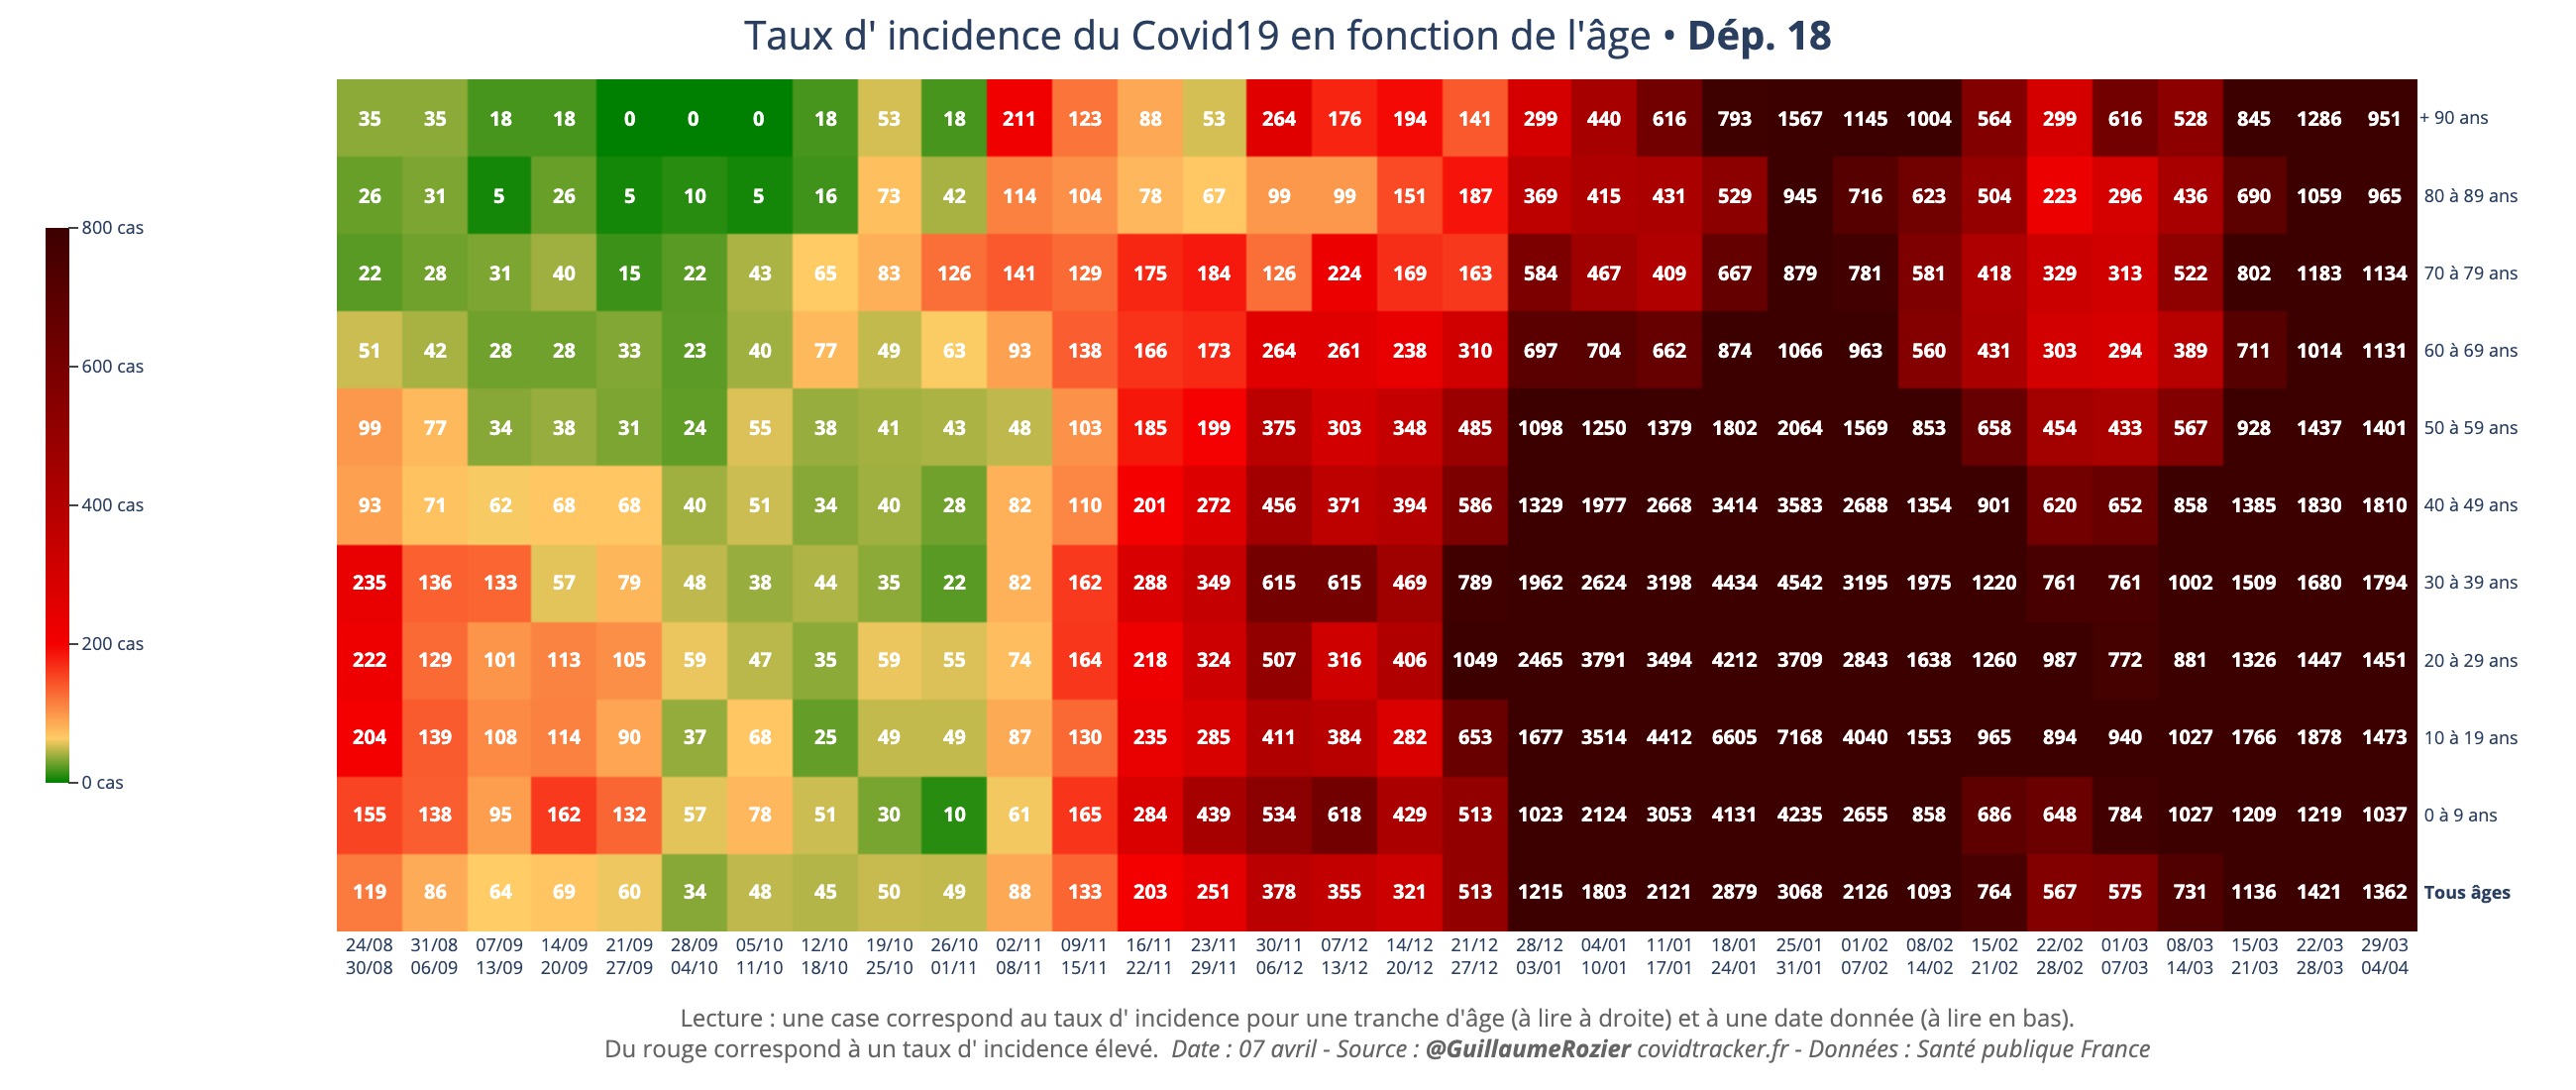 Taux d' incidence du Covid19 en fonction de l'âge • Dép. 18
800 cas
600 cas
400 cas
200 cas
0 cas
35 35 18 18 0 0 0 18 53 18 211 123 88 53 264 176 194 141 299 440 616 793 1567 1145 1004 564 299 616 528 845 1286 951 + 90 ans
26 31 5 26 5 10 5 16 73 42 114 104 78 67 99 99 151 187 369 415 431 529 945 716 623 504 223 296 436 690 1059 965 80 à 89 ans
22 28 31 40 15 22 43 65 83 126 141 129 175 184 126 224 169 163 584 467 409 667 879 781 581 418 329 313 522 802 1183 1134 70 à 79 ans
51 42 28 28 33 23 40 77 49 63 93 138 166 173 264 261 238 310 697 704 662 874 1066 963 560 431 303 294 389 711 1014 1131 60 à 69 ans
99 77 34 38 31 24 55 38 41 43 48 103 185 199 375 303 348 485 1098 1250 1379 1802 2064 1569 853 658 454 433 567 928 1437 1401 50 à 59 ans
93 71 62 68 68 40 51 34 40 28 82 110 201 272 456 371 394 586 1329 1977 2668 3414 3583 2688 1354 901 620 652 858 1385 1830 1810 40 à 49 ans
235 136 133 57 79 48 38 44 35 22 82 162 288 349 615 615 469 789 1962 2624 3198 4434 4542 3195 1975 1220 761 761 1002 1509 1680 1794 30 à 39 ans
222 129 101 113 105 59 47 35 59 55 74 164 218 324 507 316 406 1049 2465 3791 3494 4212 3709 2843 1638 1260 987 772 881 1326 1447 1451 20 à 29 ans
204 139 108 114 90 37 68 25 49 49 87 130 235 285 411 384 282 653 1677 3514 4412 6605 7168 4040 1553 965 894 940 1027 1766 1878 1473 10 à 19 ans
155 138 95 162 132 57 78 51 30 10 61 165 284 439 534 618 429 513 1023 2124 3053 4131 4235 2655 858 686 648 784 1027 1209 1219 1037 0 à 9 ans
119 86 64 69 60 34 48 45 50 49 88 133 203 251 378 355 321 513 1215 1803 2121 2879 3068 2126 1093 764 567 575 731 1136 1421 1362 Tous âges
24/08 31/08 07/09 14/09 21/09 28/09 05/10 12/10 19/10 26/10 02/11 09/11 16/11 23/11 30/11 07/12 14/12 21/12 28/12 04/01 11/01 18/01 25/01 01/02 08/02 15/02 22/02 01/03 08/03 15/03 22/03 29/03
30/08 06/09 13/09 20/09 27/09 04/10 11/10 18/10 25/10 01/11 08/11 15/11 22/11 29/11 06/12 13/12 20/12 27/12 03/01 10/01 17/01 24/01 31/01 07/02 14/02 21/02 28/02 07/03 14/03 21/03 28/03 04/04
Lecture : une case correspond au taux d' incidence pour une tranche d'âge (à lire à droite) et à une date donnée (à lire en bas).
Du rouge correspond à un taux d' incidence élevé. Date : 07 avril - Source : @GuillaumeRozier covidtracker.fr - Données : Santé publique France